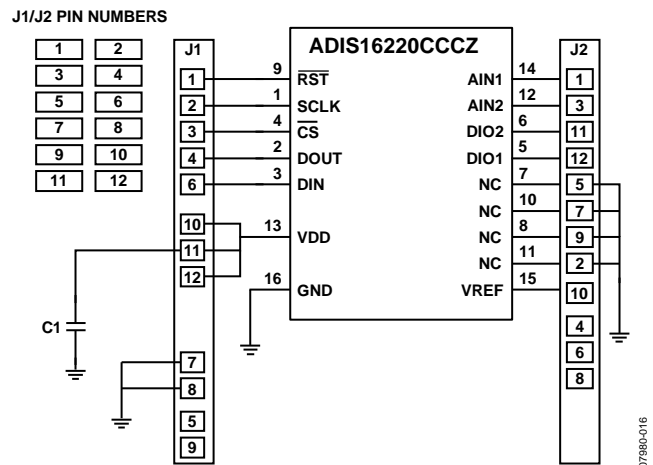 J1/J2 PIN NUMBERS
1 2
3 4
5 6
7 8
9 10
11 12
J1
1
2
3
4
6
10
11
12
7
8
5
9
C1
ADIS16220CCCZ
9 RST
1 SCLK
4 CS
2 DOUT
3 DIN
13 VDD
16 GND
AIN1 14
AIN2 12
DIO2 6
DIO1 5
NC 7
NC 10
NC 8
NC 11
VREF 15
J2
1
3
11
12
5
7
9
2
10
4
6
8
07980-016